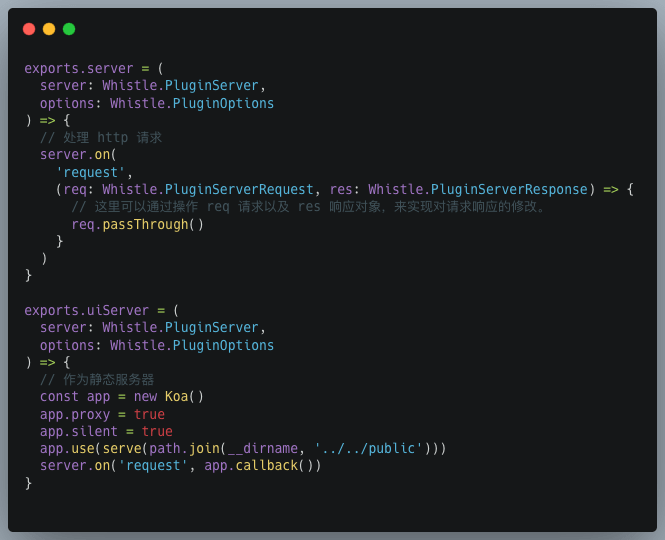 exports.server = (
  server: Whistle.PluginServer,
  options: Whistle.PluginOptions
) => {
  // 处理 http 请求
  server.on(
    'request',
    (req: Whistle.PluginServerRequest, res: Whistle.PluginServerResponse) => {
      // 这里可以通过操作 req 请求以及 res 响应对象，来实现对请求响应的修改。
      req.passThrough()
    }
  )
}

exports.uiServer = (
  server: Whistle.PluginServer,
  options: Whistle.PluginOptions
) => {
  // 作为静态服务器
  const app = new Koa()
  app.proxy = true
  app.silent = true
  app.use(serve(path.join(__dirname, '../../public')))
  server.on('request', app.callback())
}